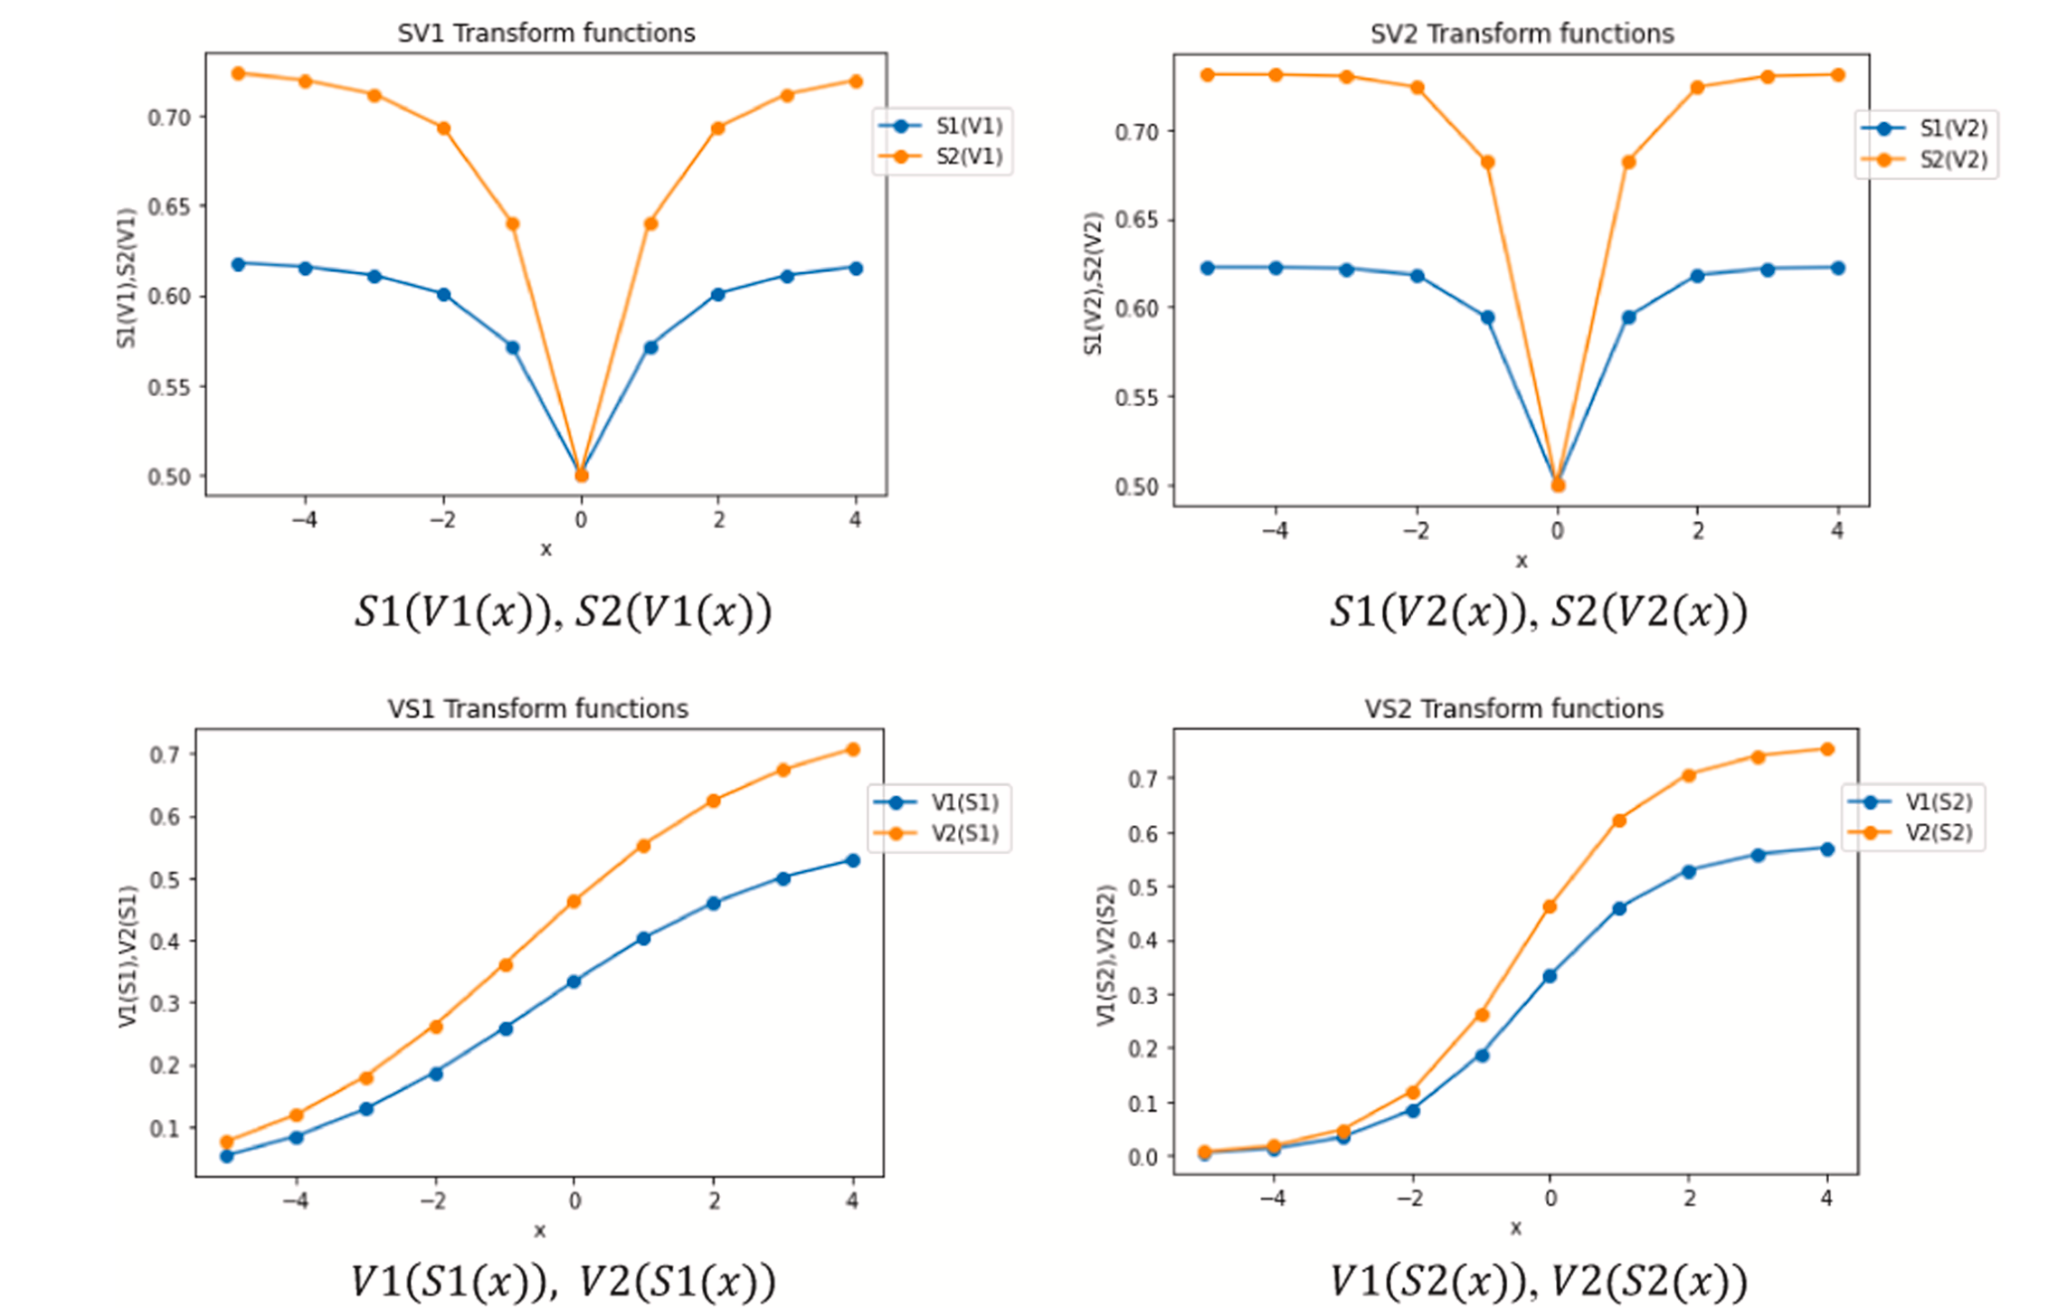 SV1 Transform functions
S1(V1),S2(V1)
0.70
0.65
0.60
0.55
0.50
−4 −2 0 2 4
x
S1(V1)
S2(V1)
S1(V1(x)), S2(V1(x))
SV2 Transform functions
S1(V2),S2(V2)
0.70
0.65
0.60
0.55
0.50
−4 −2 0 2 4
x
S1(V2)
S2(V2)
S1(V2(x)), S2(V2(x))
VS1 Transform functions
V1(S1),V2(S1)
0.7
0.6
0.5
0.4
0.3
0.2
0.1
−4 −2 0 2 4
x
V1(S1)
V2(S1)
V1(S1(x)), V2(S1(x))
VS2 Transform functions
V1(S2),V2(S2)
0.7
0.6
0.5
0.4
0.3
0.2
0.1
0.0
−4 −2 0 2 4
x
V1(S2)
V2(S2)
V1(S2(x)), V2(S2(x))